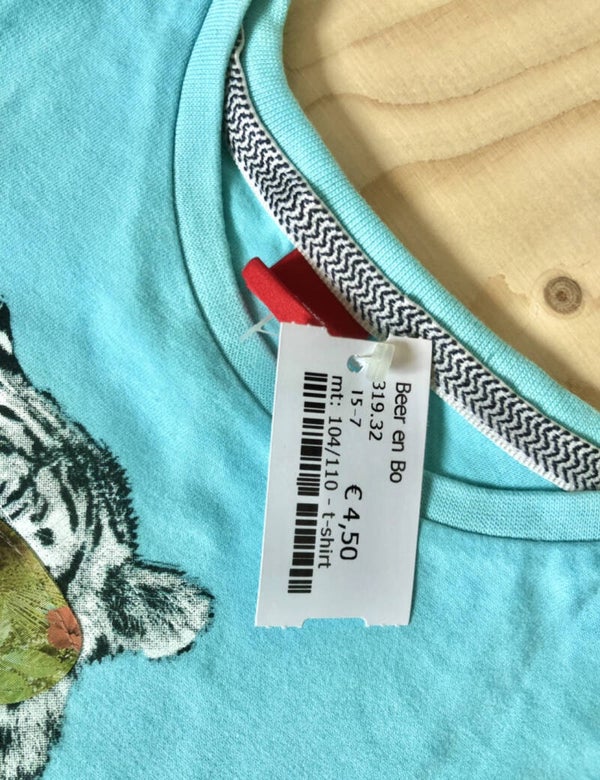 Beer en Bo
319.32
15-7 € 4,50
mt: 104/110 - t-shirt